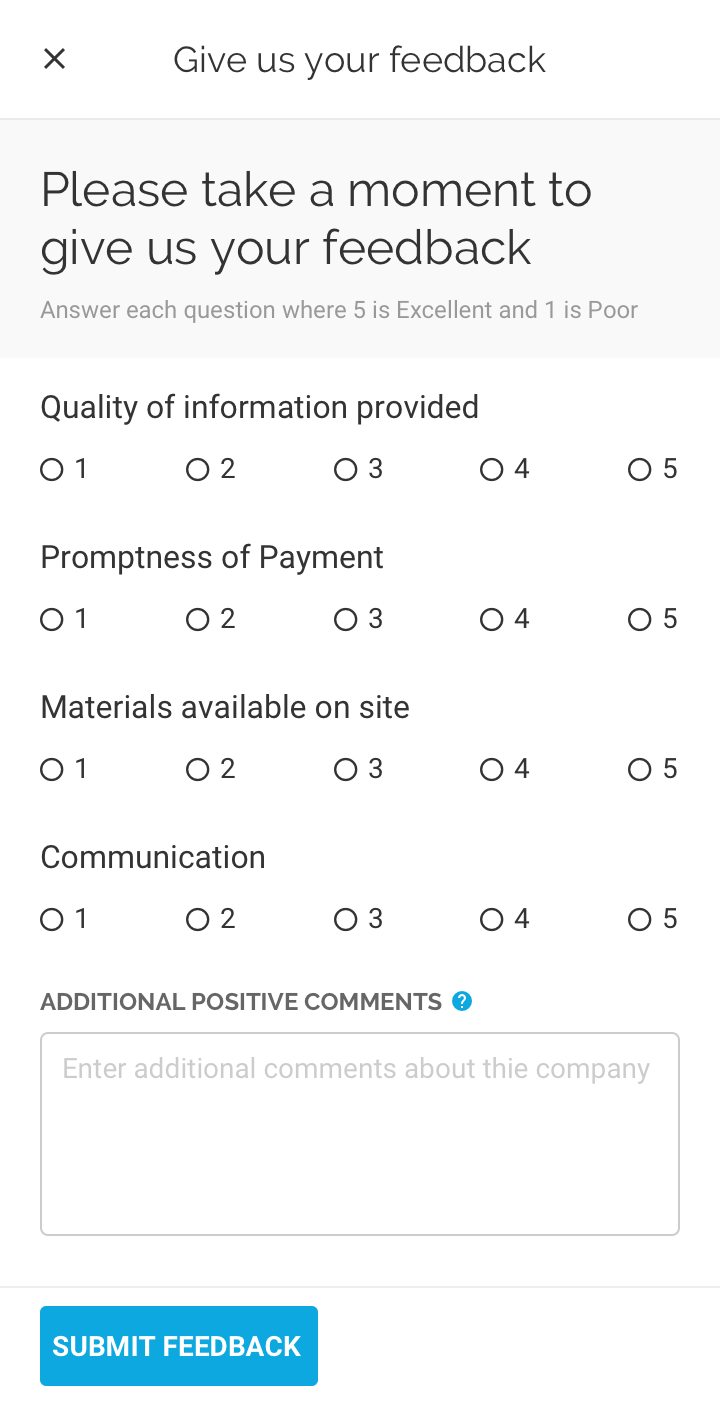 Give us your feedback
Please take a moment to
give us your feedback
Answer each question where 5 is Excellent and 1 is Poor
Quality of information provided
1 2 3 4 5
Promptness of Payment
1 2 3 4 5
Materials available on site
1 2 3 4 5
Communication
1 2 3 4 5
ADDITIONAL POSITIVE COMMENTS ?
Enter additional comments about thie company
SUBMIT FEEDBACK